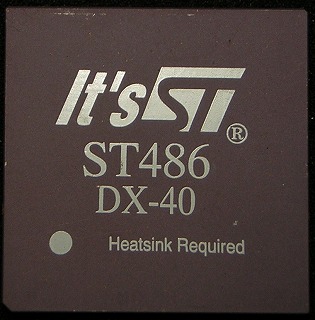 It's ST®
ST486
DX-40
Heatsink Required